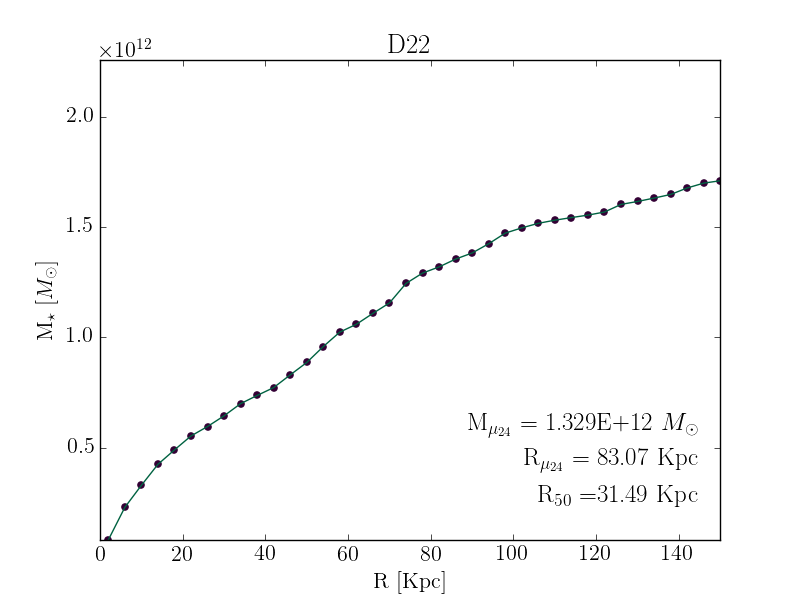 ×10¹²
D22
2.0
1.5
1.0
0.5
M⋆ [M⊙]
M_μ₂₄ = 1.329E+12 M⊙
R_μ₂₄ = 83.07 Kpc
R₅₀ =31.49 Kpc
0 20 40 60 80 100 120 140
R [Kpc]